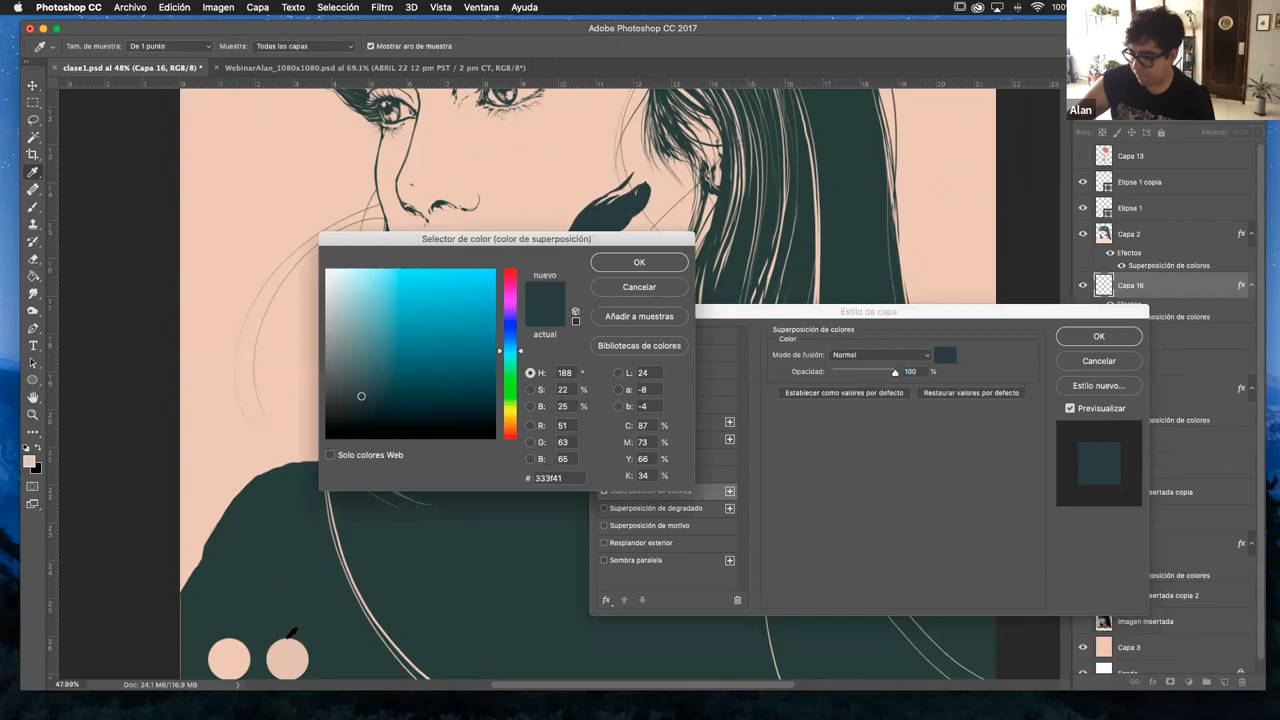 Photoshop CC Archivo Edición Imagen Capa Texto Selección Filtro 3D Vista Ventana Ayuda
Adobe Photoshop CC 2017
Tam. de muestra: De 1 punto Muestra: Todas las capas Mostrar aro de muestra
clase1.psd al 48% (Capa 16, RGB/8) * WebinarAlan_1080x1080.psd al 69.1% (ABRIL 22 12 pm PST / 2 pm CT, RGB/8*)
Alan
Capa 13
Elipse 1 copia
Elipse 1
Capa 2 fx
Efectos
Superposición de colores
Capa 16 fx
Selector de color (color de superposición)
nuevo
actual
OK
Cancelar
Añadir a muestras
Bibliotecas de colores
H: 188 °
S: 22 %
B: 25 %
R: 51
G: 63
B: 65
# 333f41
L: 24
a: -8
b: -4
C: 87 %
M: 73 %
Y: 66 %
K: 34 %
Solo colores Web
Estilo de capa
Superposición de colores
Color
Modo de fusión: Normal
Opacidad: 100 %
Establecer como valores por defecto Restaurar valores por defecto
OK
Cancelar
Estilo nuevo...
Previsualizar
Superposición de degradado
Superposición de motivo
Resplandor exterior
Sombra paralela
fx
Imagen insertada
Capa 3
47.99% Doc: 24.1 MB/116.9 MB